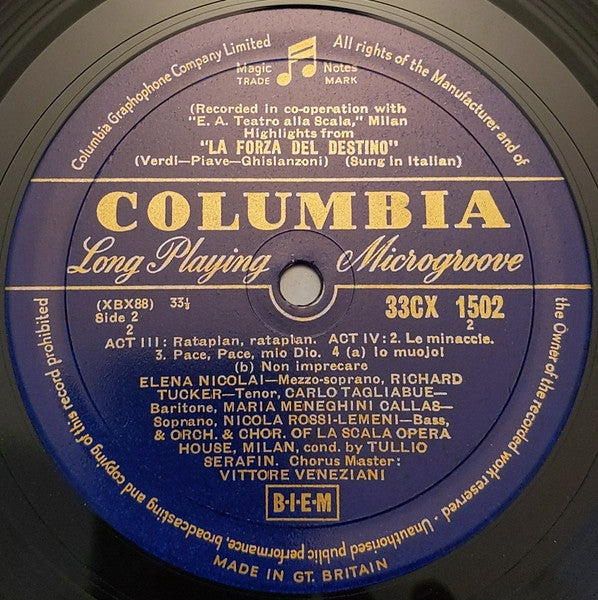 Columbia Graphophone Company Limited
All rights of the Manufacturer and of
the Owner of the recorded work reserved - Unauthorised public performance, broadcasting and copying of this record prohibited
Magic Notes
TRADE MARK
(Recorded in co-operation with
"E. A. Teatro alla Scala," Milan
Highlights from
"LA FORZA DEL DESTINO"
(Verdi—Piave—Ghislanzoni) (Sung in Italian)
COLUMBIA
Long Playing Microgroove
(XBX88) 33⅓
33CX 1502
Side 2
2
2
ACT III: Rataplan, rataplan. ACT IV: 2. Le minaccie.
3. Pace, Pace, mio Dio. 4 (a) Io muojo!
(b) Non imprecare
ELENA NICOLAI—Mezzo-soprano, RICHARD
TUCKER—Tenor, CARLO TAGLIABUE—
Baritone, MARIA MENEGHINI CALLAS—
Soprano, NICOLA ROSSI-LEMENI—Bass,
& ORCH. & CHOR. OF LA SCALA OPERA
HOUSE, MILAN, cond. by TULLIO
SERAFIN. Chorus Master:
VITTORE VENEZIANI
B·I·E·M
MADE IN GT. BRITAIN